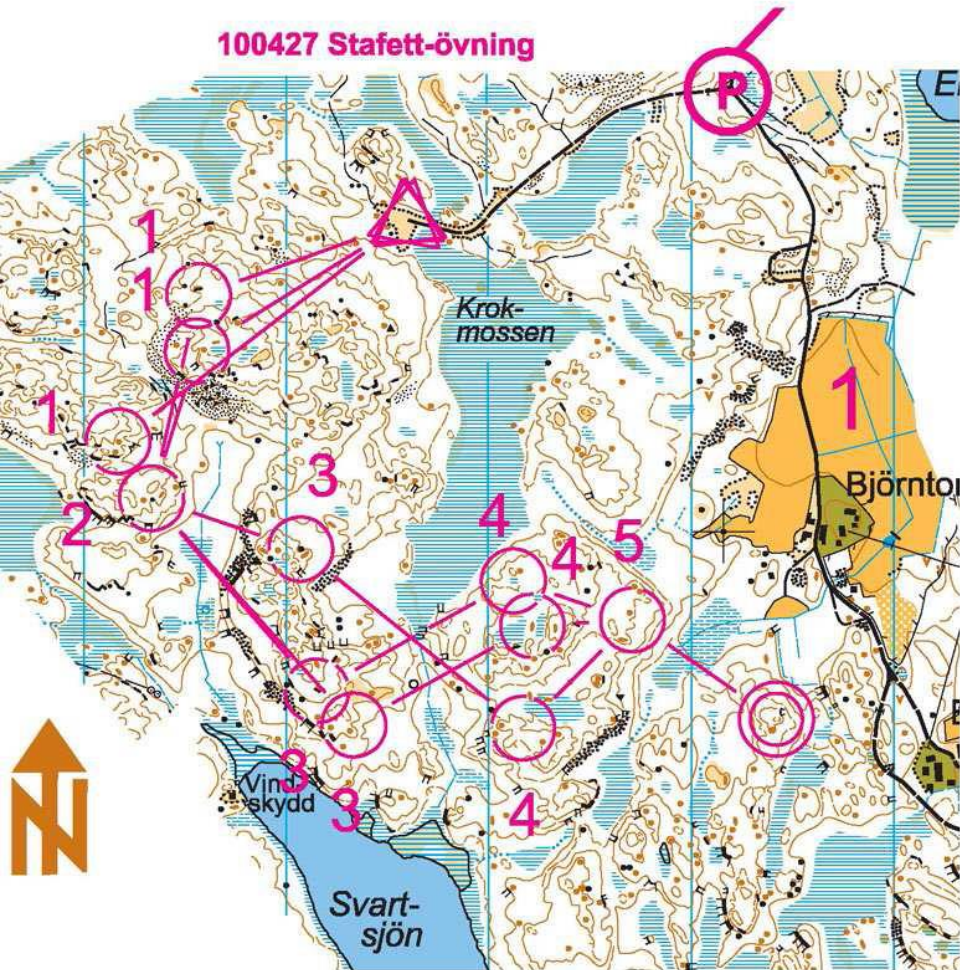 100427 Stafett-övning
P
1
1
Krok-
mossen
1
1
3
2
4
4
5
3
Vind-
skydd
3
4
Svart-
sjön
N